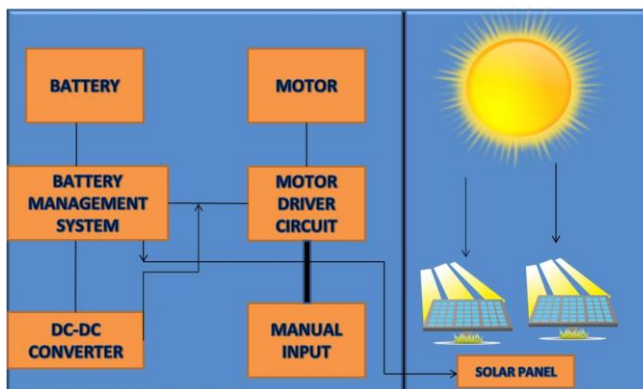 BATTERY
MOTOR
BATTERY
MANAGEMENT
SYSTEM
MOTOR
DRIVER
CIRCUIT
DC-DC
CONVERTER
MANUAL
INPUT
SOLAR PANEL